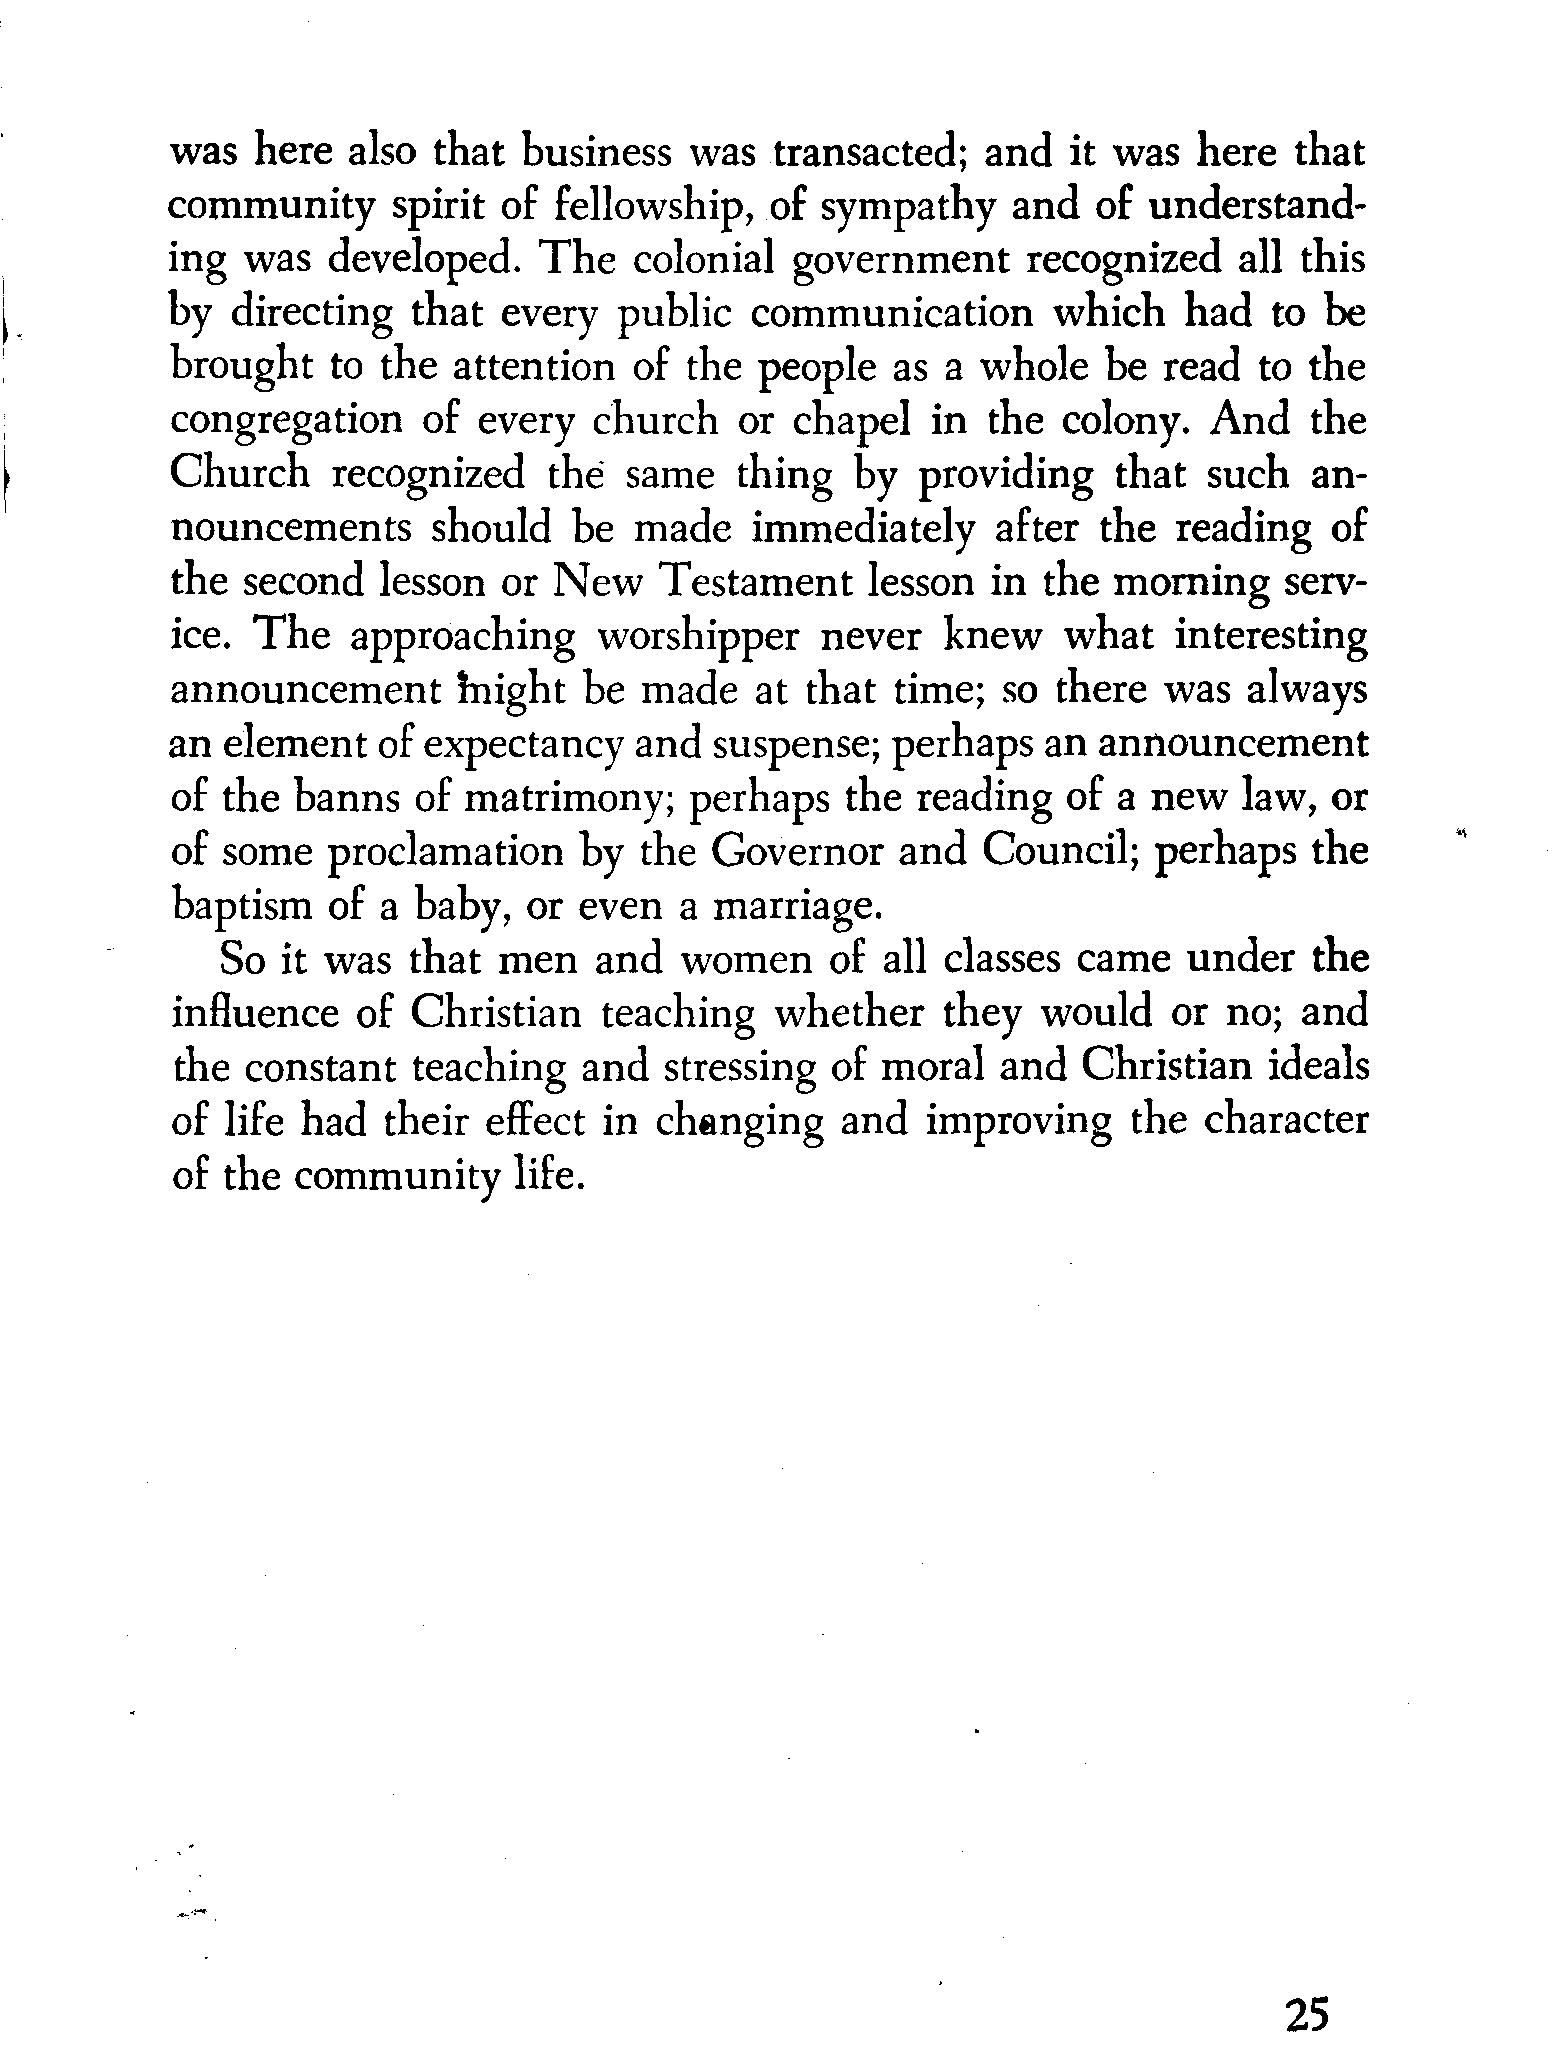 was here also that business was transacted; and it was here that
community spirit of fellowship, of sympathy and of understand-
ing was developed. The colonial government recognized all this
by directing that every public communication which had to be
brought to the attention of the people as a whole be read to the
congregation of every church or chapel in the colony. And the
Church recognized the same thing by providing that such an-
nouncements should be made immediately after the reading of
the second lesson or New Testament lesson in the morning serv-
ice. The approaching worshipper never knew what interesting
announcement might be made at that time; so there was always
an element of expectancy and suspense; perhaps an announcement
of the banns of matrimony; perhaps the reading of a new law, or
of some proclamation by the Governor and Council; perhaps the
baptism of a baby, or even a marriage.
So it was that men and women of all classes came under the
influence of Christian teaching whether they would or no; and
the constant teaching and stressing of moral and Christian ideals
of life had their effect in changing and improving the character
of the community life.
25